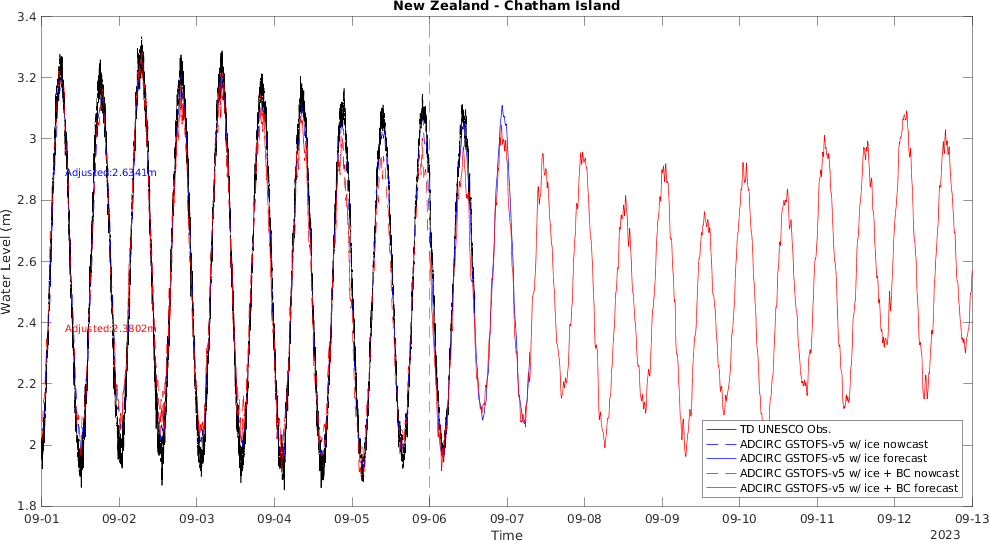 New Zealand - Chatham Island
3.4
3.2
3
2.8
2.6
2.4
2.2
2
1.8
Water Level (m)
Adjusted:2.6341m
Adjusted:2.3802m
TD UNESCO Obs.
ADCIRC GSTOFS-v5 w/ ice nowcast
ADCIRC GSTOFS-v5 w/ ice forecast
ADCIRC GSTOFS-v5 w/ ice + BC nowcast
ADCIRC GSTOFS-v5 w/ ice + BC forecast
09-01 09-02 09-03 09-04 09-05 09-06 09-07 09-08 09-09 09-10 09-11 09-12 09-13
Time
2023